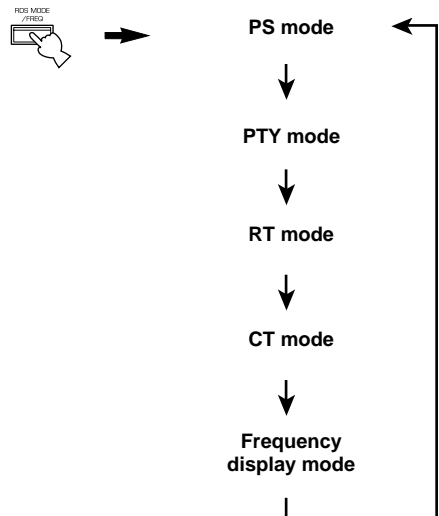 RDS MODE
/FREQ
PS mode
PTY mode
RT mode
CT mode
Frequency
display mode